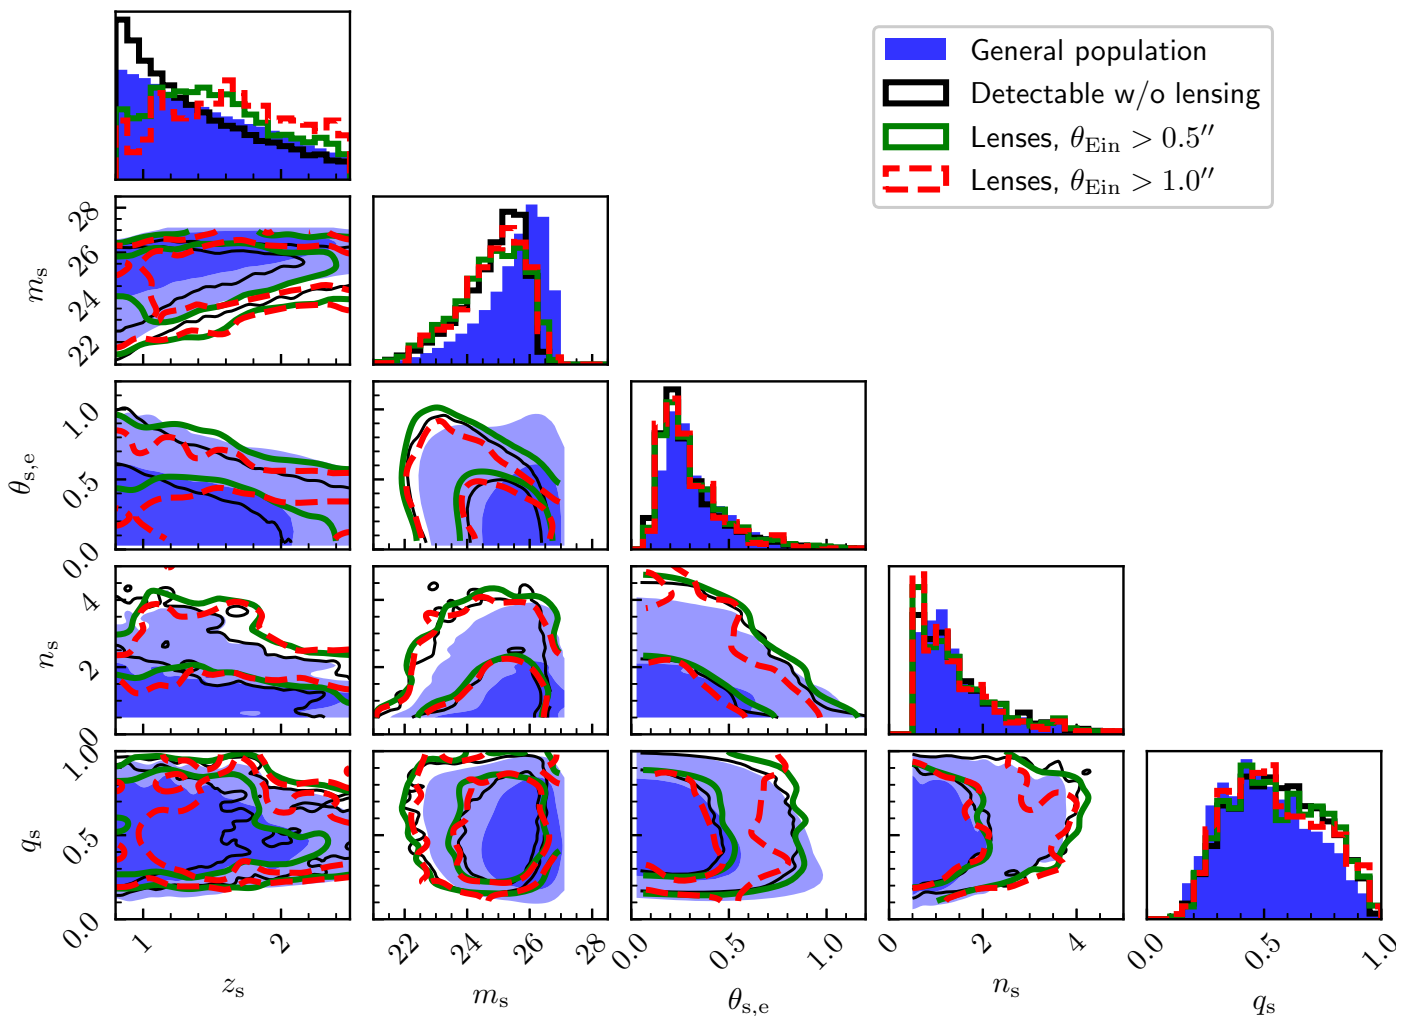 General population
Detectable w/o lensing
Lenses, θ_Ein > 0.5″
Lenses, θ_Ein > 1.0″
28
26
24
22
m_s
1.0
0.5
0.0
θ_s,e
4
2
0
n_s
1.0
0.5
0.0
q_s
1 2
22 24 26 28
0.0 0.5 1.0
0 2 4
0.0 0.5 1.0
z_s
m_s
θ_s,e
n_s
q_s